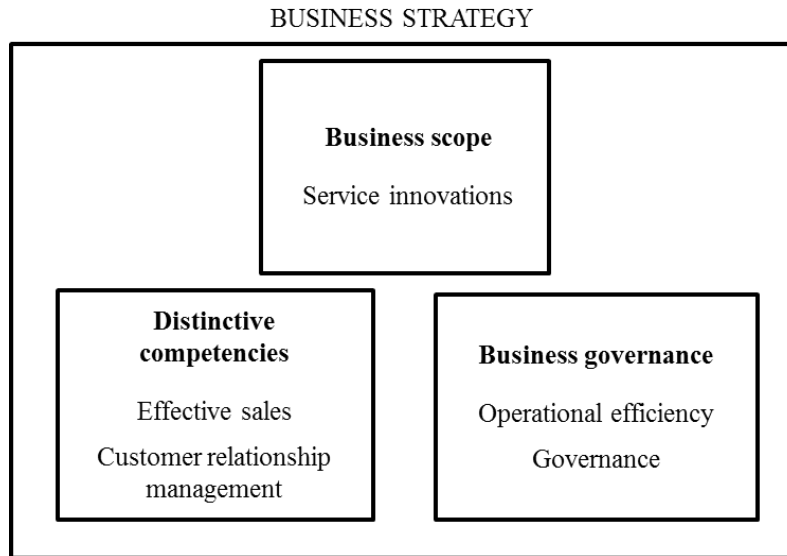 BUSINESS STRATEGY
Business scope
Service innovations
Distinctive
competencies
Effective sales
Customer relationship
management
Business governance
Operational efficiency
Governance